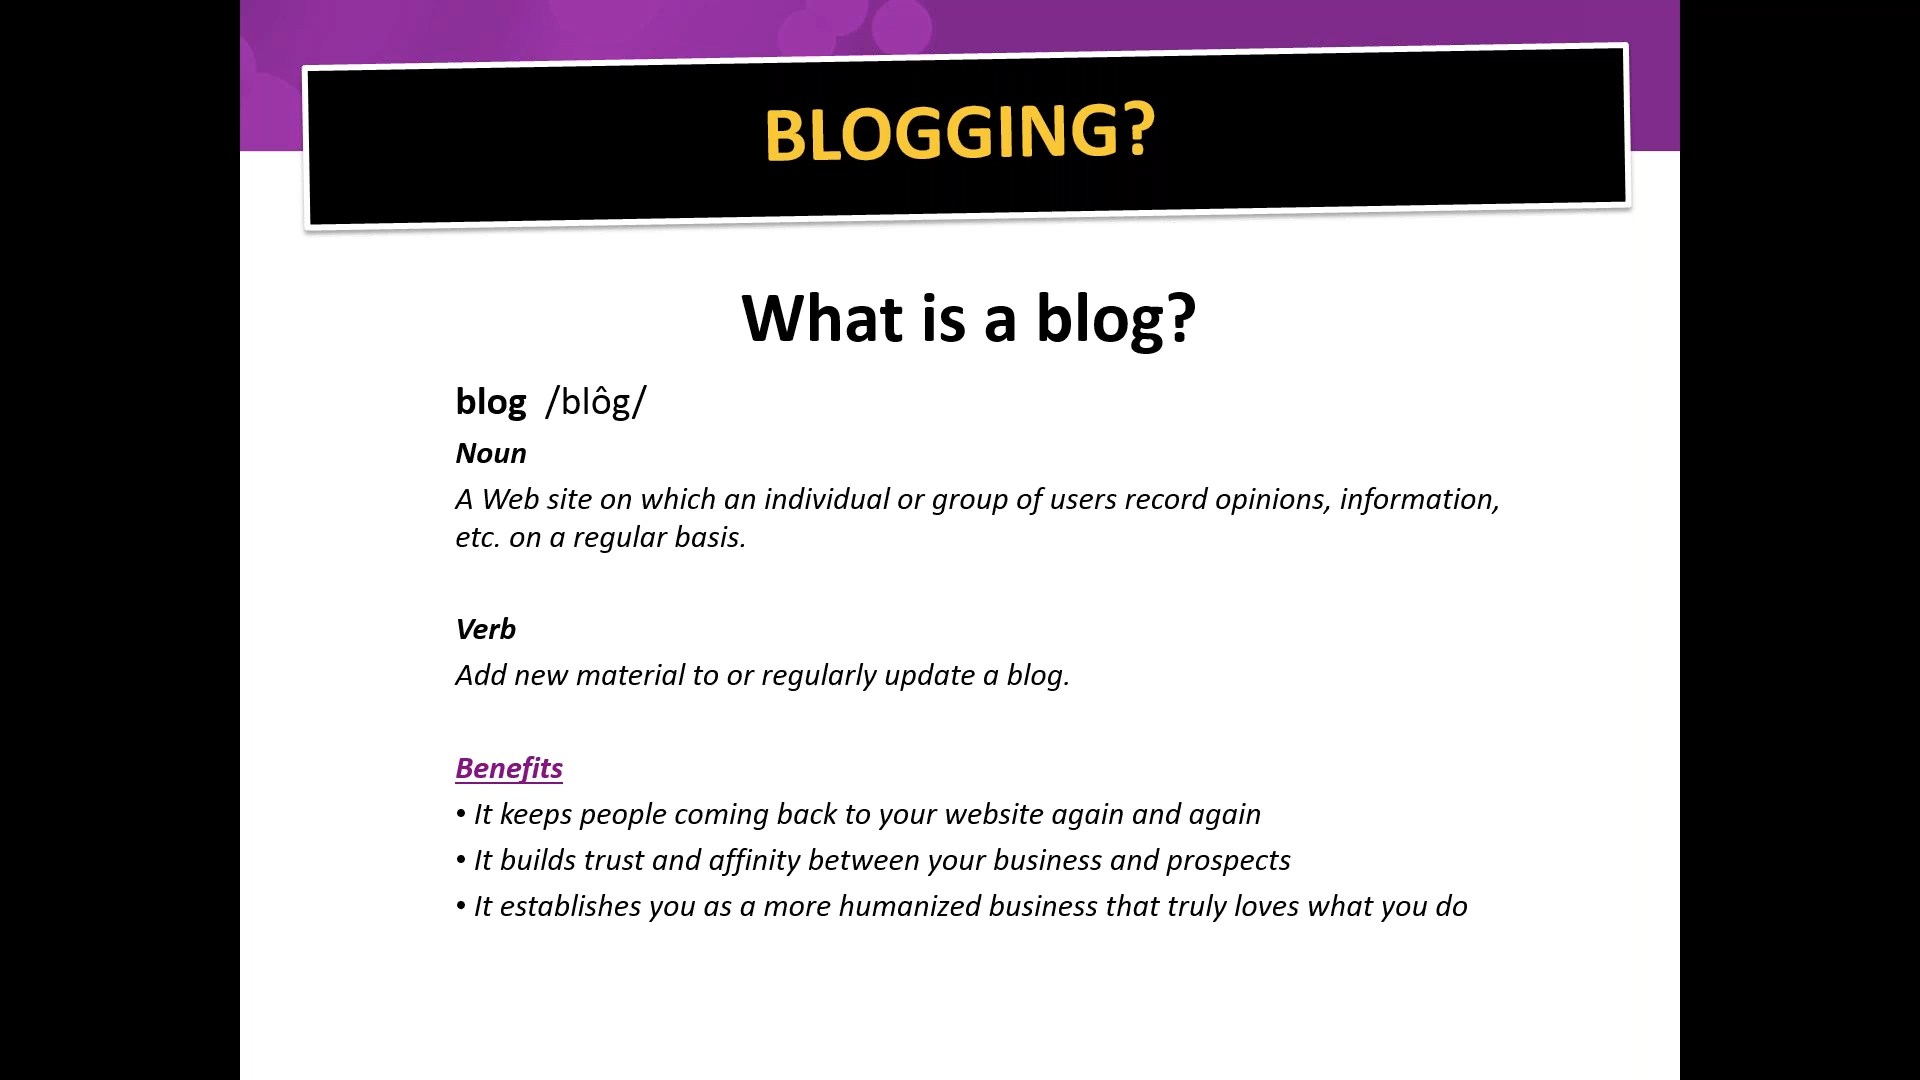 BLOGGING?
What is a blog?
blog /blôg/
Noun
A Web site on which an individual or group of users record opinions, information,
etc. on a regular basis.
Verb
Add new material to or regularly update a blog.
Benefits
• It keeps people coming back to your website again and again
• It builds trust and affinity between your business and prospects
• It establishes you as a more humanized business that truly loves what you do